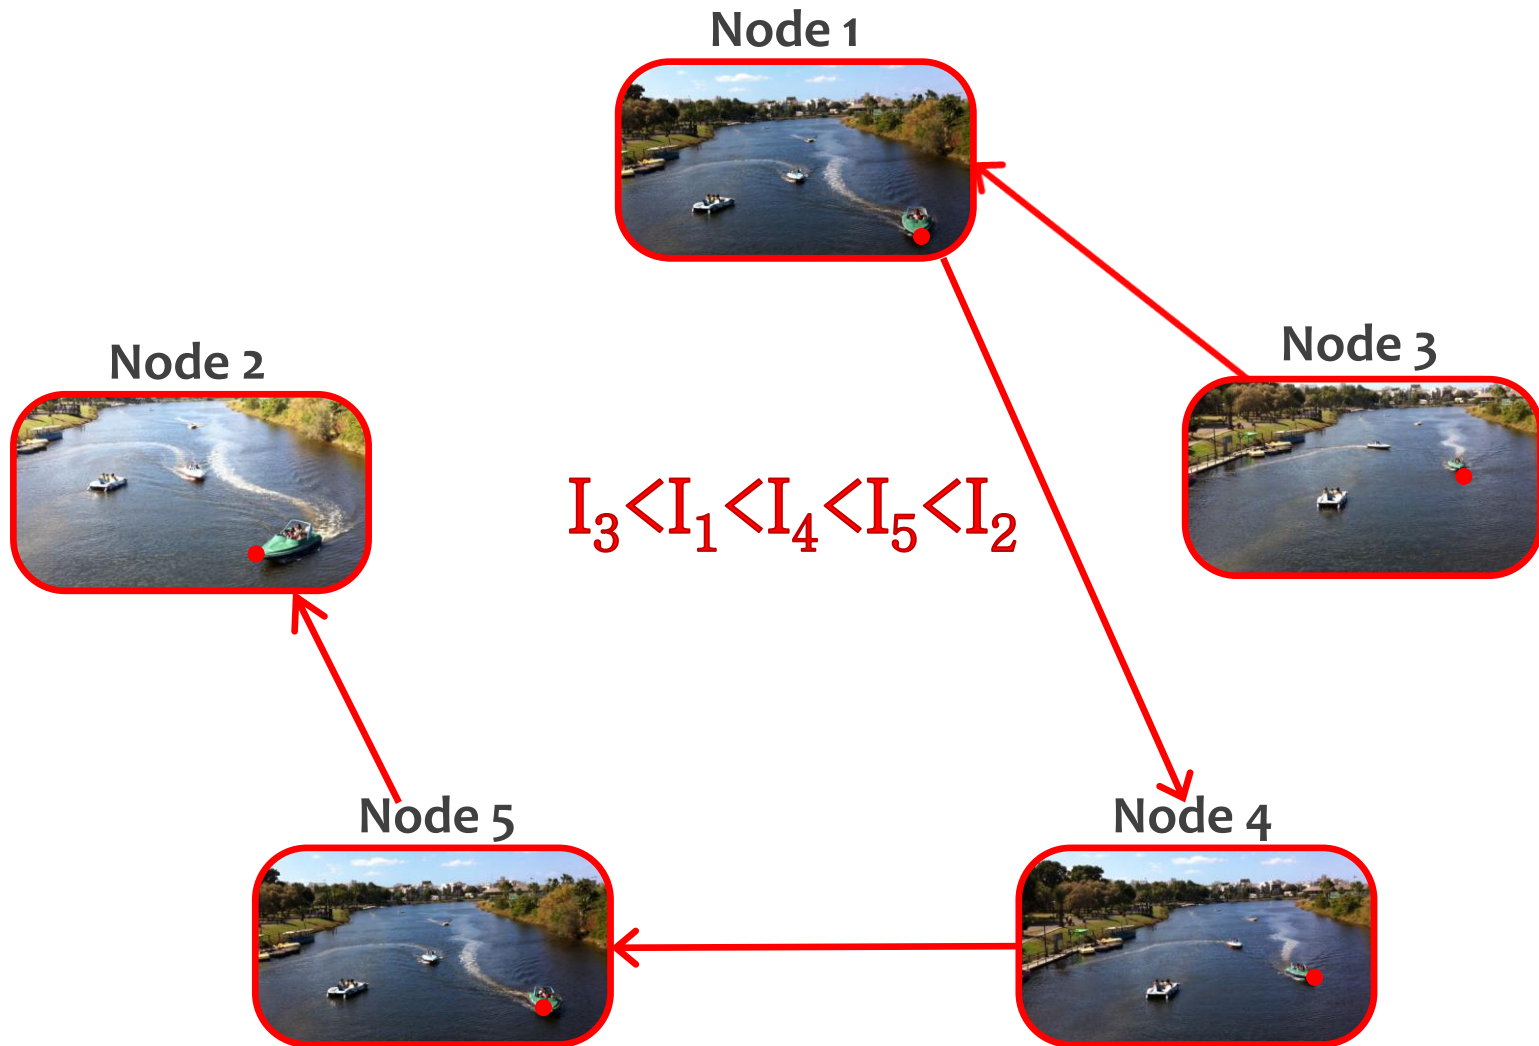 Node 1
Node 3
Node 2
I₃<I₁<I₄<I₅<I₂
Node 5
Node 4